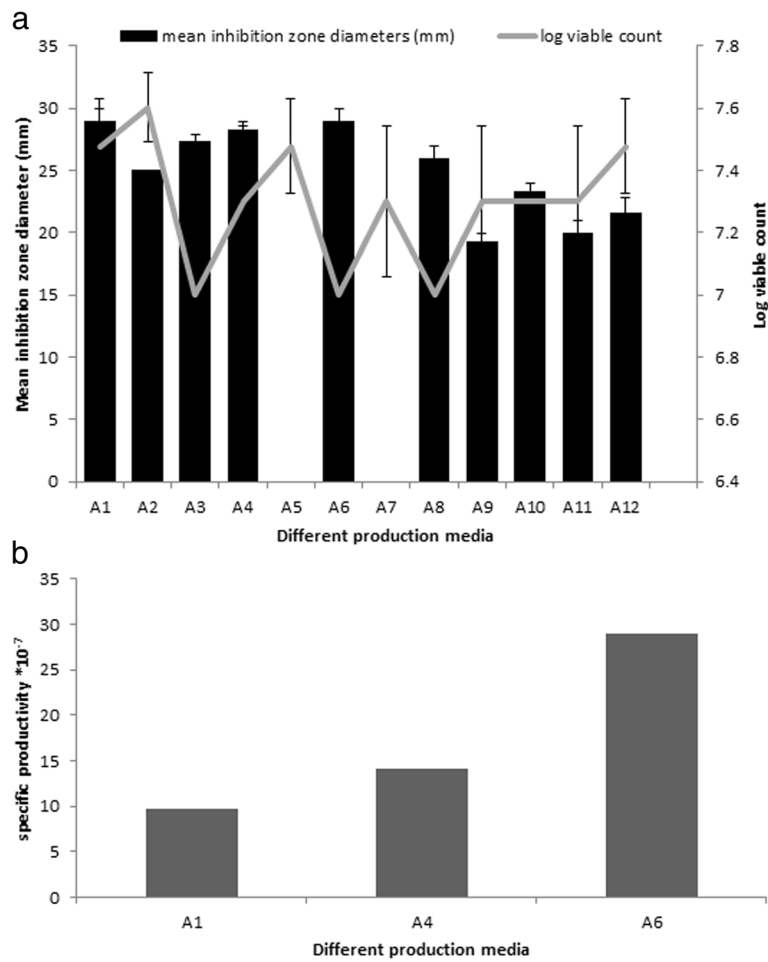 a
mean inhibition zone diameters (mm)
log viable count
35
30
25
20
15
10
5
0
Mean inhibition zone diameter (mm)
7.8
7.6
7.4
7.2
7
6.8
6.6
6.4
Log viable count
A1 A2 A3 A4 A5 A6 A7 A8 A9 A10 A11 A12
Different production media
b
35
30
25
20
15
10
5
0
specific productivity *10-7
A1 A4 A6
Different production media